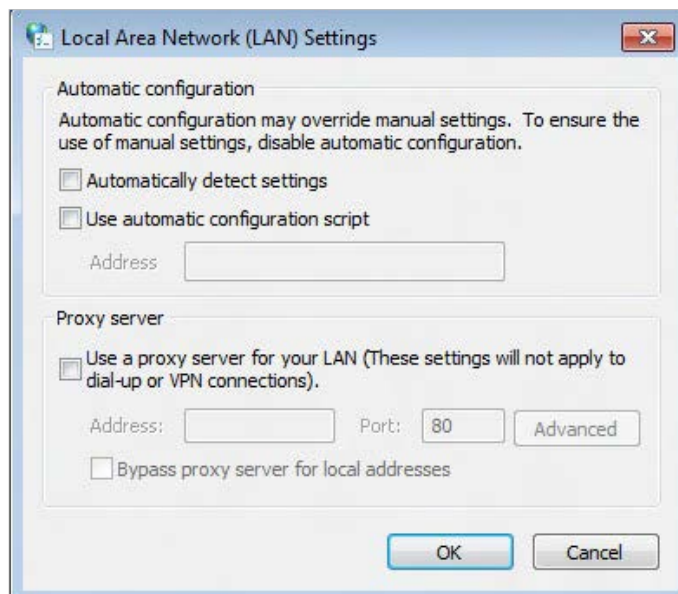 Local Area Network (LAN) Settings
Automatic configuration
Automatic configuration may override manual settings. To ensure the
use of manual settings, disable automatic configuration.
Automatically detect settings
Use automatic configuration script
Address
Proxy server
Use a proxy server for your LAN (These settings will not apply to
dial-up or VPN connections).
Address: Port: 80 Advanced
Bypass proxy server for local addresses
OK Cancel